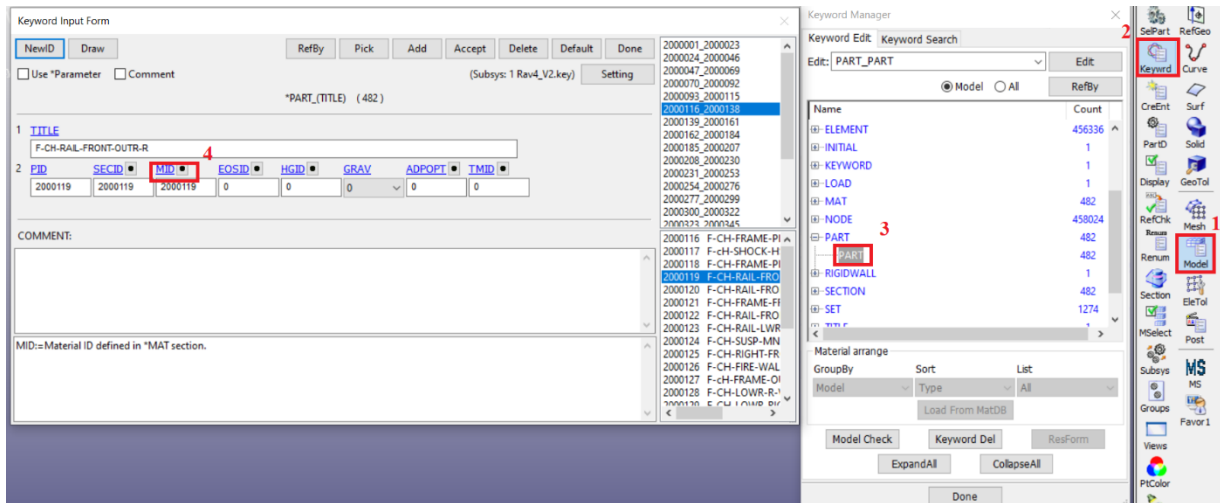 Keyword Input Form
NewID Draw RefBy Pick Add Accept Delete Default Done
Use *Parameter Comment (Subsys: 1 Rav4_V2.key) Setting
*PART_(TITLE) (482)
1 TITLE
F-CH-RAIL-FRONT-OUTR-R
4
2 PID SECID MID EOSID HGID GRAV ADPOPT TMID
2000119 2000119 2000119 0 0 0 0 0
COMMENT:
MID:=Material ID defined in *MAT section.
2000001_2000023
2000024_2000046
2000047_2000069
2000070_2000092
2000093_2000115
2000116_2000138
2000139_2000161
2000162_2000184
2000185_2000207
2000208_2000230
2000231_2000253
2000254_2000276
2000277_2000299
2000300_2000322
2000323_2000345
2000116 F-CH-FRAME-PI
2000117 F-cH-SHOCK-H
2000118 F-CH-FRAME-PI
2000119 F-CH-RAIL-FRO
2000120 F-CH-RAIL-FRO
2000121 F-CH-FRAME-FF
2000122 F-CH-RAIL-FRO
2000123 F-CH-RAIL-LWR
2000124 F-CH-SUSP-MN
2000125 F-CH-RIGHT-FR
2000126 F-CH-FIRE-WAL
2000127 F-cH-FRAME-O
2000128 F-CH-LOWR-R-
Keyword Manager
Keyword Edit Keyword Search
Edit: PART_PART Edit
Model All RefBy
Name Count
ELEMENT 456336
INITIAL 1
KEYWORD 1
LOAD 1
MAT 482
NODE 458024
3
PART 482
PART 482
RIGIDWALL 1
SECTION 482
SET 1274
TITLE 1
Material arrange
GroupBy Sort List
Model Type All
Load From MatDB
Model Check Keyword Del ResForm
ExpandAll CollapseAll
Done
SelPart RefGeo
2
Keywrd Curve
CreEnt Surf
PartD Solid
Display GeoTol
RefChk Mesh
1
Renum Model
Section EleTol
MSelect Post
Subsys MS
MS
Groups Favor1
Views
PtColor